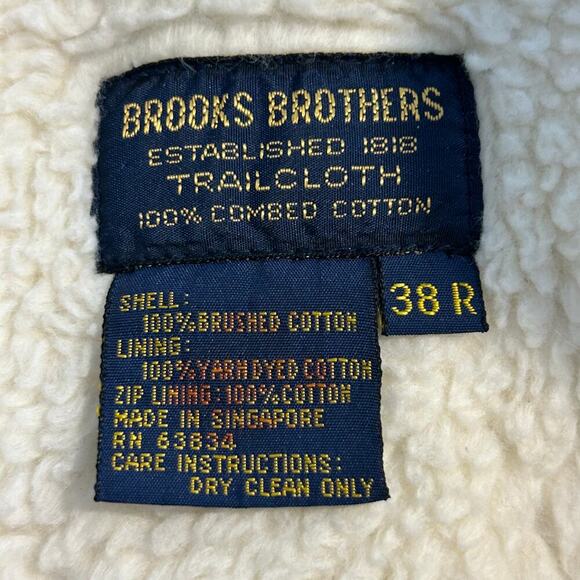 BROOKS BROTHERS
ESTABLISHED 1818
TRAILCLOTH
100% COMBED COTTON
38 R
SHELL:
100% BRUSHED COTTON
LINING:
100% YARN DYED COTTON
ZIP LINING: 100% COTTON
MADE IN SINGAPORE
RN 63834
CARE INSTRUCTIONS:
DRY CLEAN ONLY